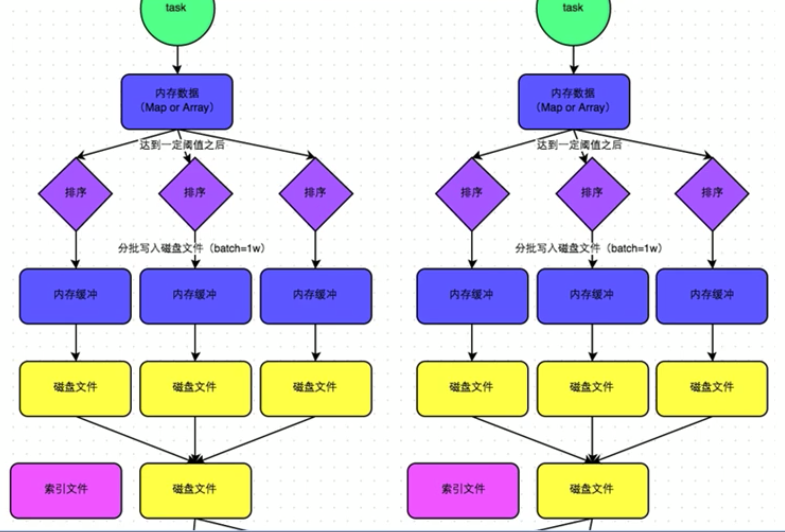 task
task
内存数据
（Map or Array）
内存数据
（Map or Array）
达到一定阈值之后
达到一定阈值之后
排序
排序
排序
排序
排序
排序
分批写入磁盘文件（batch=1w）
分批写入磁盘文件（batch=1w）
内存缓冲
内存缓冲
内存缓冲
内存缓冲
内存缓冲
内存缓冲
磁盘文件
磁盘文件
磁盘文件
磁盘文件
磁盘文件
磁盘文件
索引文件
磁盘文件
索引文件
磁盘文件